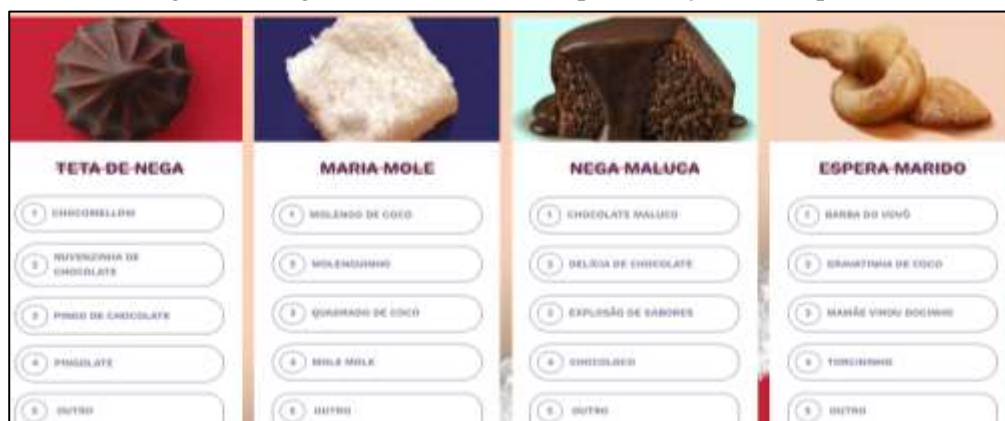 TETA DE NEGA
1 CHOCOMELLOW
2 NUVENZINHA DE
CHOCOLATE
3 PINGO DE CHOCOLATE
4 PINGOLATE
5 OUTRO
MARIA MOLE
1 MOLENGO DE COCO
2 MOLENGUINHO
3 QUADRADO DE COCO
4 MOLE MOLA
5 OUTRO
NEGA MALUCA
1 CHOCOLATE MALUCO
2 DELÍCIA DE CHOCOLATE
3 EXPLOSÃO DE SABORES
4 CHOCOLOCO
5 OUTRO
ESPERA MARIDO
1 BARBA DO VOVÔ
2 GRAVATINHA DE COCO
3 MAMÃE VIROU DOCINHO
4 TORCIDINHO
5 OUTRO